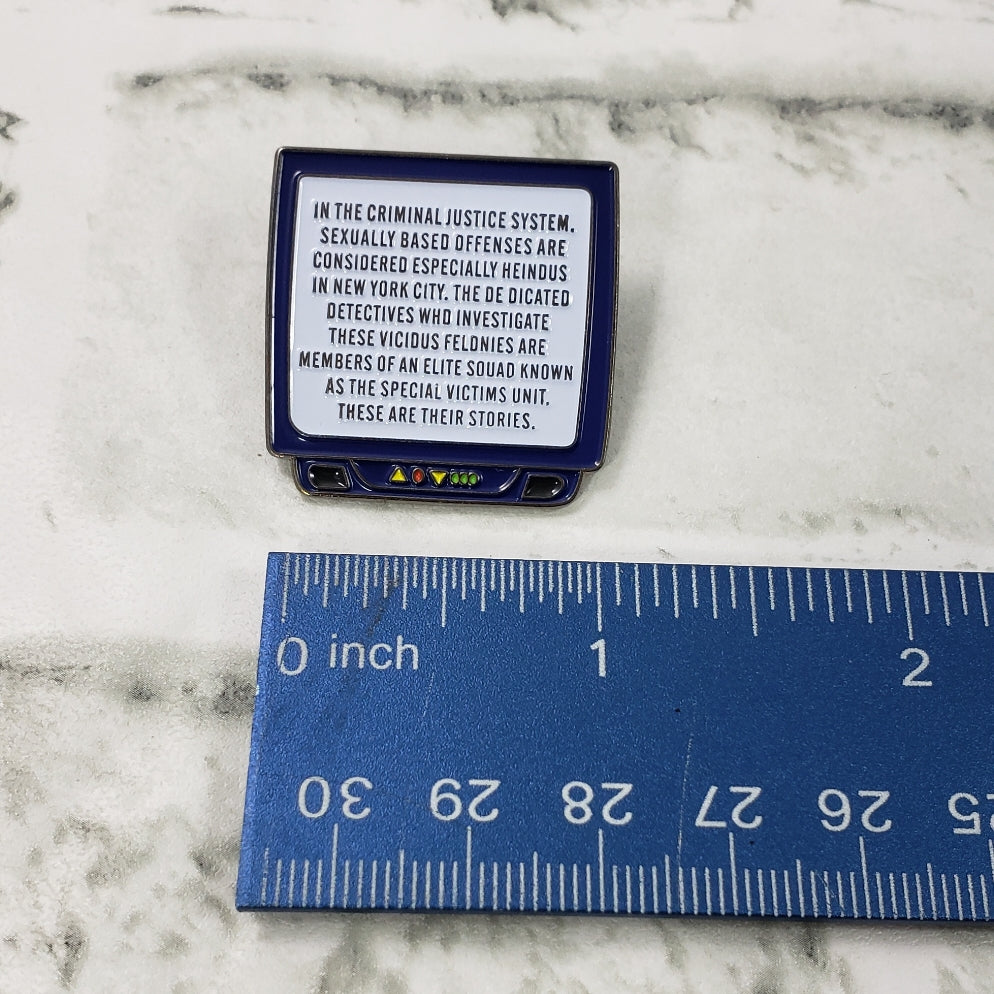 IN THE CRIMINAL JUSTICE SYSTEM.
SEXUALLY BASED OFFENSES ARE
CONSIDERED ESPECIALLY HEINDUS
IN NEW YORK CITY. THE DE DICATED
DETECTIVES WHD INVESTIGATE
THESE VICIDUS FELDNIES ARE
MEMBERS OF AN ELITE SQUAD KNOWN
AS THE SPECIAL VICTIMS UNIT.
THESE ARE THEIR STORIES.
0 inch 1 2
30 29 28 27 26 25